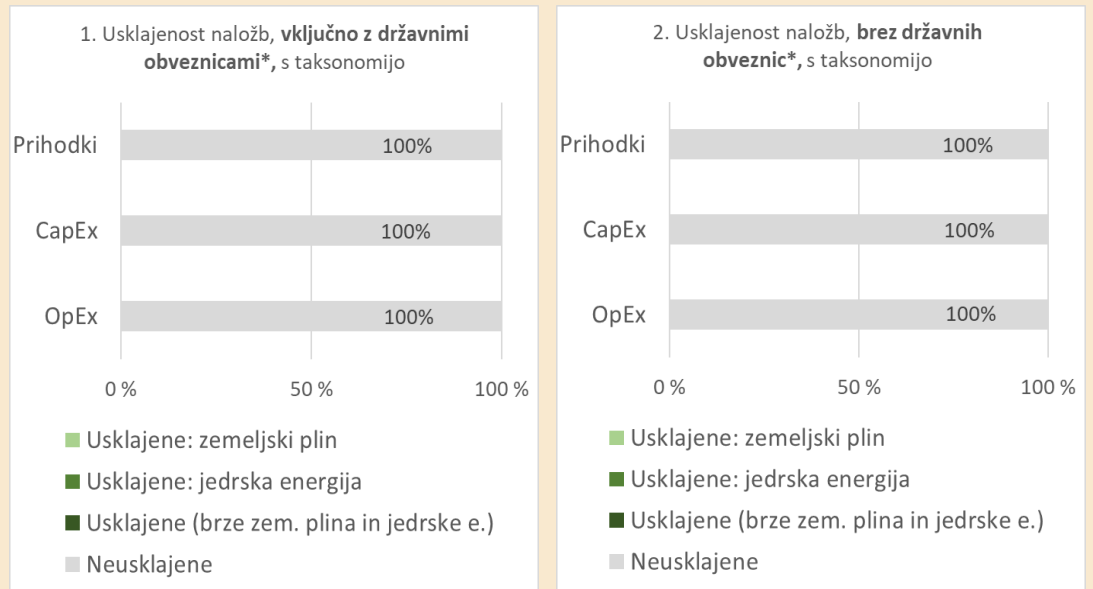 1. Usklajenost naložb, vključno z državnimi
obveznicami*, s taksonomijo
Prihodki
100%
CapEx
100%
OpEx
100%
0 %
50 %
100 %
Usklajene: zemeljski plin
Usklajene: jedrska energija
Usklajene (brze zem. plina in jedrske e.)
Neusklajene
2. Usklajenost naložb, brez državnih
obveznic*, s taksonomijo
Prihodki
100%
CapEx
100%
OpEx
100%
0 %
50 %
100 %
Usklajene: zemeljski plin
Usklajene: jedrska energija
Usklajene (brze zem. plina in jedrske e.)
Neusklajene